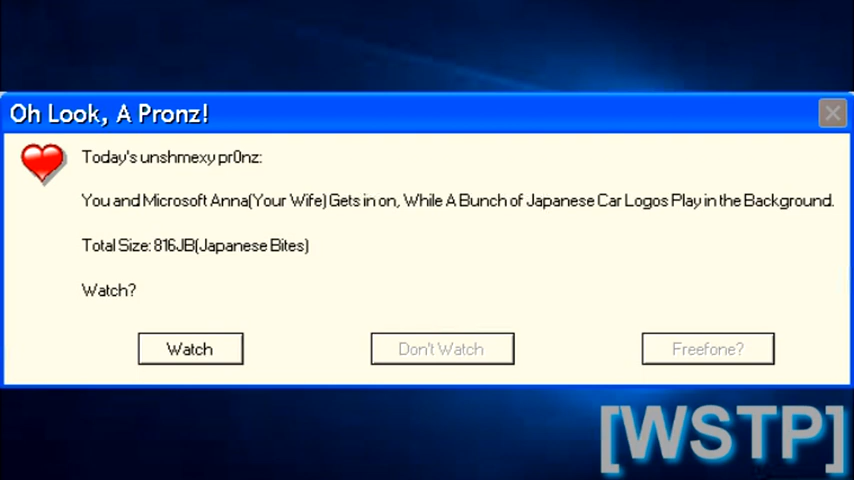 Oh Look, A Pronz!
Today's unshmexy pr0nz:
You and Microsoft Anna(Your Wife) Gets in on, While A Bunch of Japanese Car Logos Play in the Background.
Total Size: 816JB(Japanese Bites)
Watch?
Watch
Don't Watch
Freefone?
[WSTP]